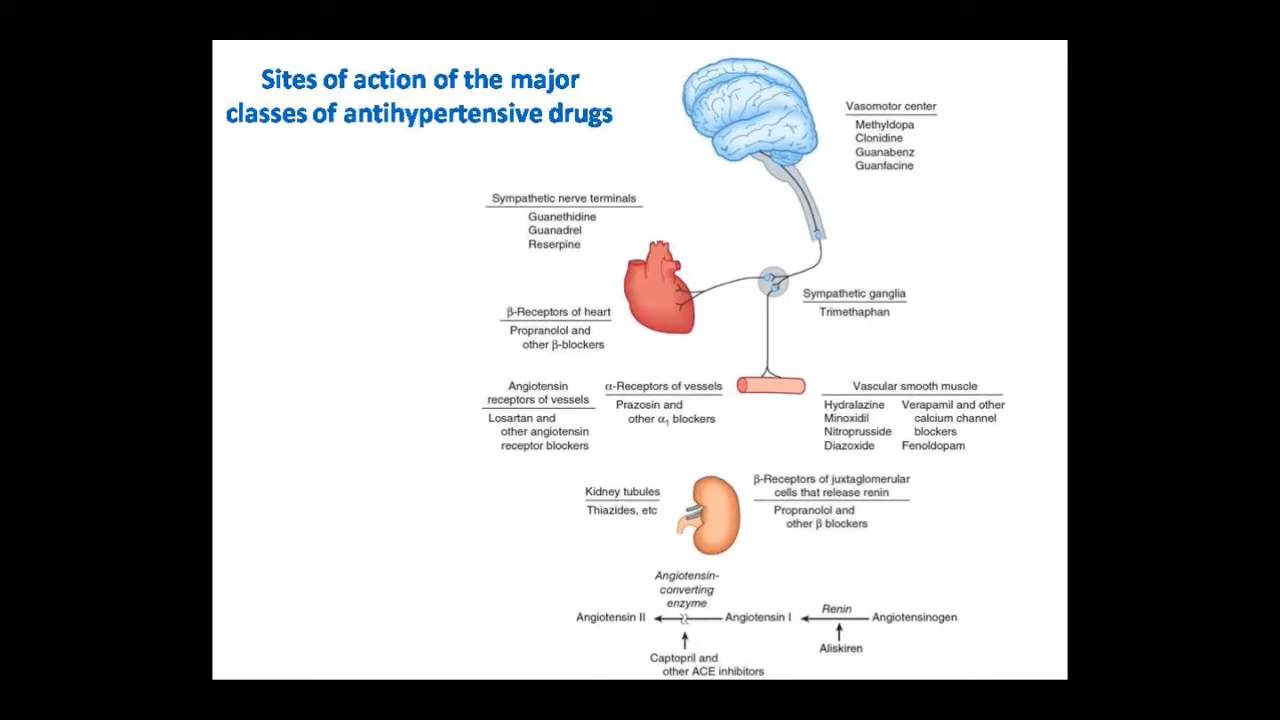 Sites of action of the major
classes of antihypertensive drugs
Vasomotor center
Methyldopa
Clonidine
Guanabenz
Guanfacine
Sympathetic nerve terminals
Guanethidine
Guanadrel
Reserpine
Sympathetic ganglia
Trimethaphan
β-Receptors of heart
Propranolol and
other β-blockers
Angiotensin
receptors of vessels
Losartan and
other angiotensin
receptor blockers
α-Receptors of vessels
Prazosin and
other α1 blockers
Vascular smooth muscle
Hydralazine
Minoxidil
Nitroprusside
Diazoxide
Verapamil and other
calcium channel
blockers
Fenoldopam
Kidney tubules
Thiazides, etc
β-Receptors of juxtaglomerular
cells that release renin
Propranolol and
other β blockers
Angiotensin-
converting
enzyme
Renin
Angiotensin II
Angiotensin I
Angiotensinogen
Captopril and
other ACE inhibitors
Aliskiren